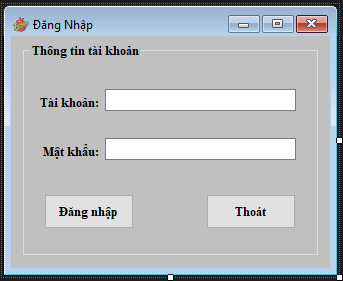 Đăng Nhập
Thông tin tài khoản
Tài khoản:
Mật khẩu:
Đăng nhập Thoát